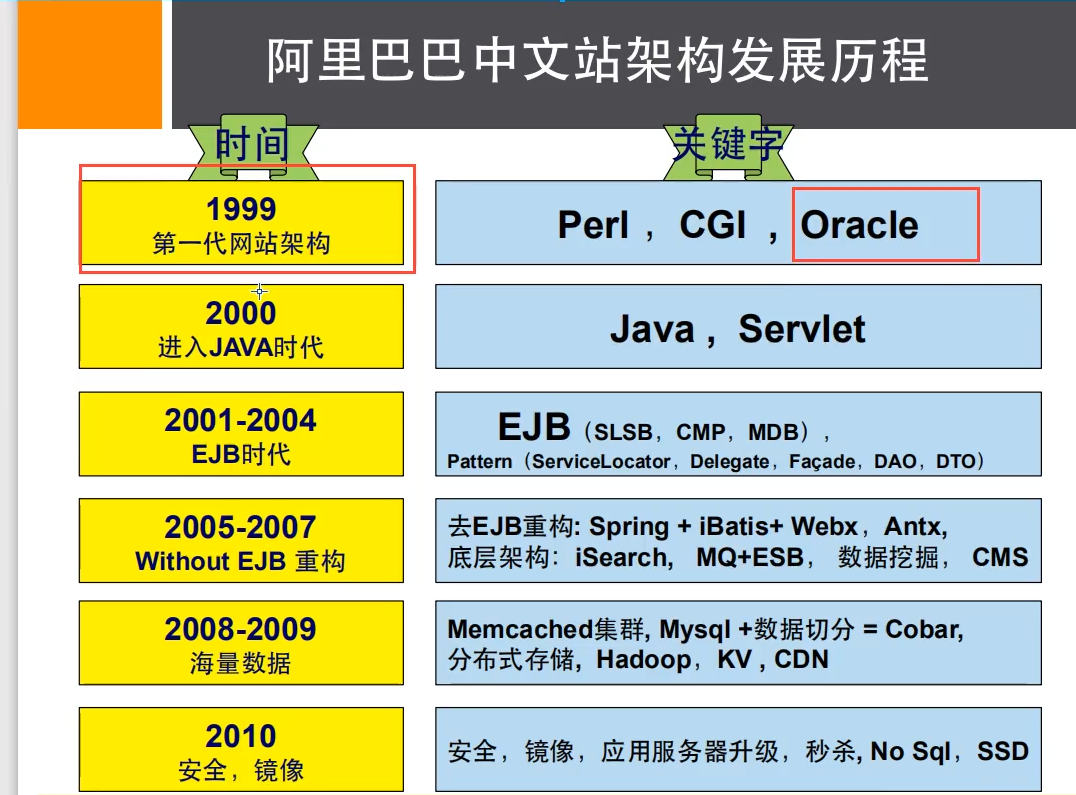 阿里巴巴中文站架构发展历程
时间
关键字
1999
第一代网站架构
Perl ,  CGI , Oracle
2000
进入JAVA时代
Java ,  Servlet
2001-2004
EJB时代
EJB（SLSB，CMP，MDB），
Pattern（ServiceLocator，Delegate，Façade，DAO，DTO）
2005-2007
Without EJB 重构
去EJB重构: Spring + iBatis+ Webx，Antx,
底层架构：iSearch,  MQ+ESB， 数据挖掘， CMS
2008-2009
海量数据
Memcached集群, Mysql +数据切分 = Cobar,
分布式存储,  Hadoop，KV , CDN
2010
安全，镜像
安全，镜像，应用服务器升级，秒杀, No Sql，SSD